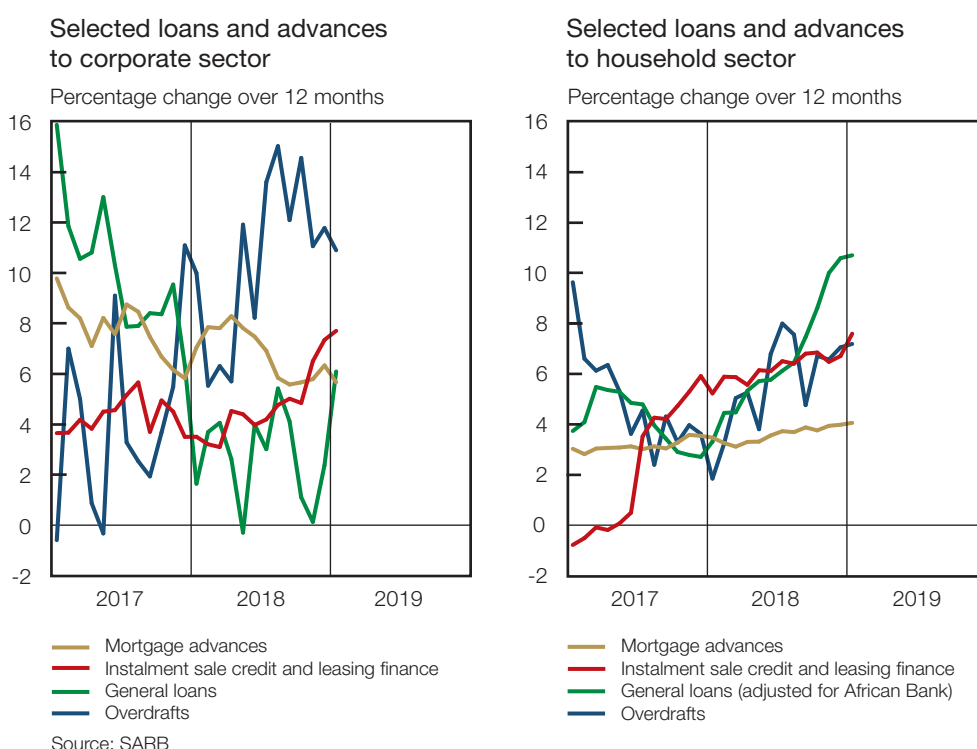 Selected loans and advances
to corporate sector
Percentage change over 12 months
16
14
12
10
8
6
4
2
0
-2
2017 2018 2019
Mortgage advances
Instalment sale credit and leasing finance
General loans
Overdrafts
Source: SARB
Selected loans and advances
to household sector
Percentage change over 12 months
16
14
12
10
8
6
4
2
0
-2
2017 2018 2019
Mortgage advances
Instalment sale credit and leasing finance
General loans (adjusted for African Bank)
Overdrafts